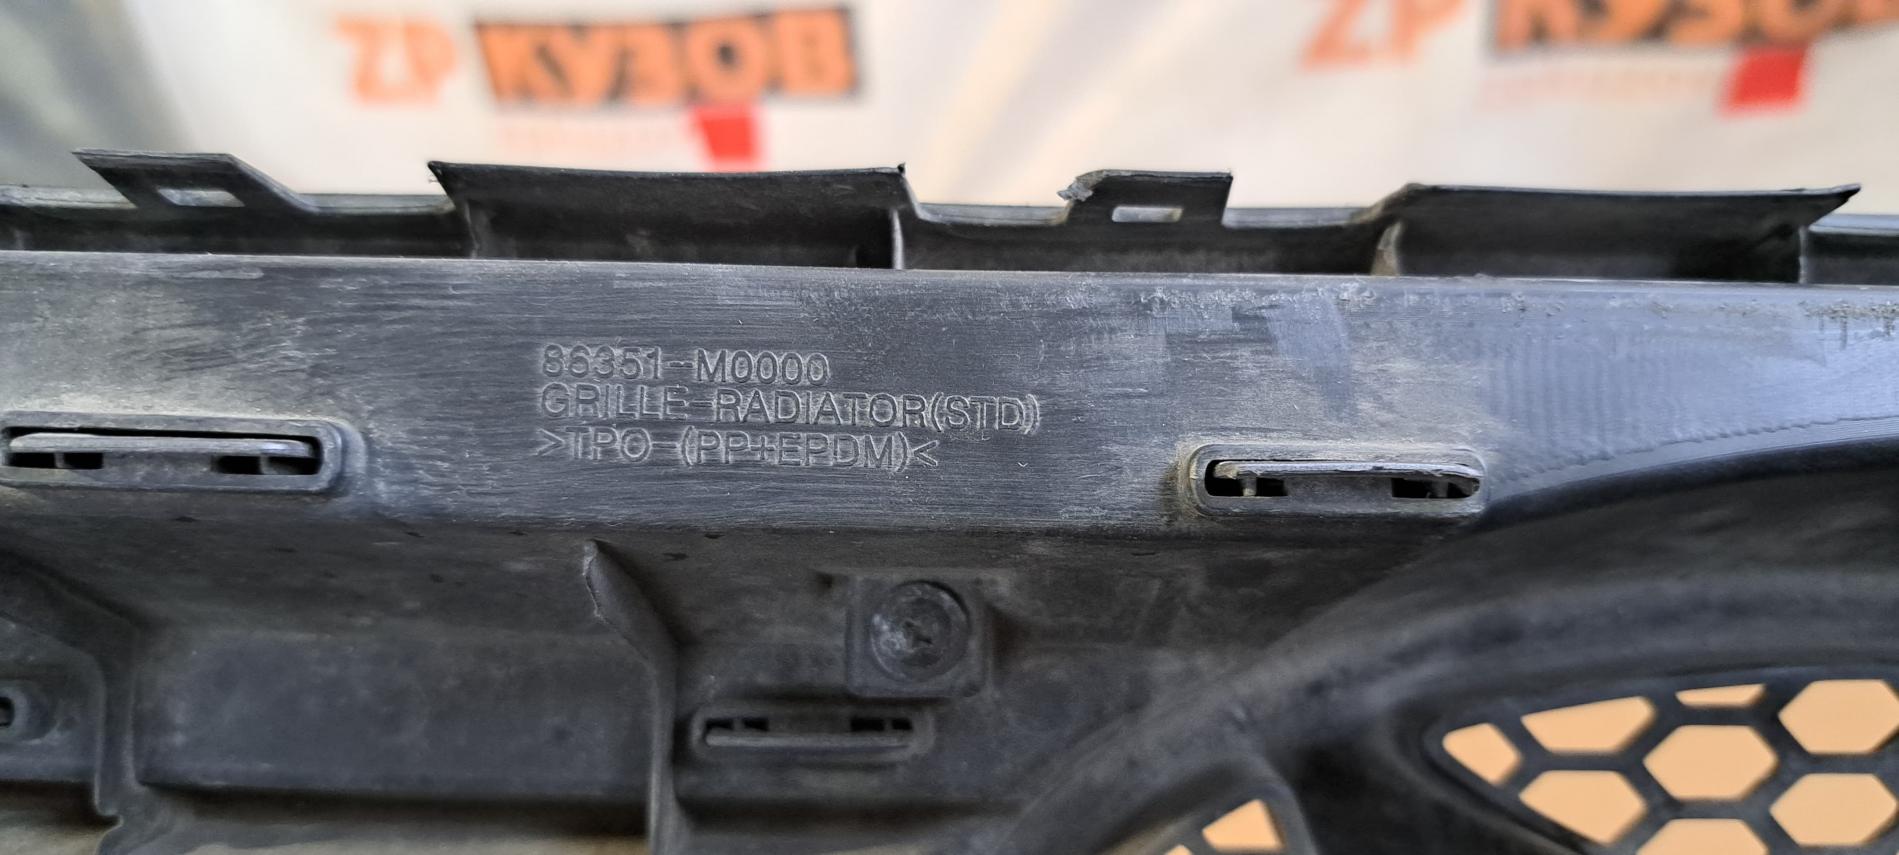 ZP КУЗОВ
ZP КУЗОВ
86351-M0000
GRILLE-RADIATOR(STD)
>TPO-(PP+EPDM)<